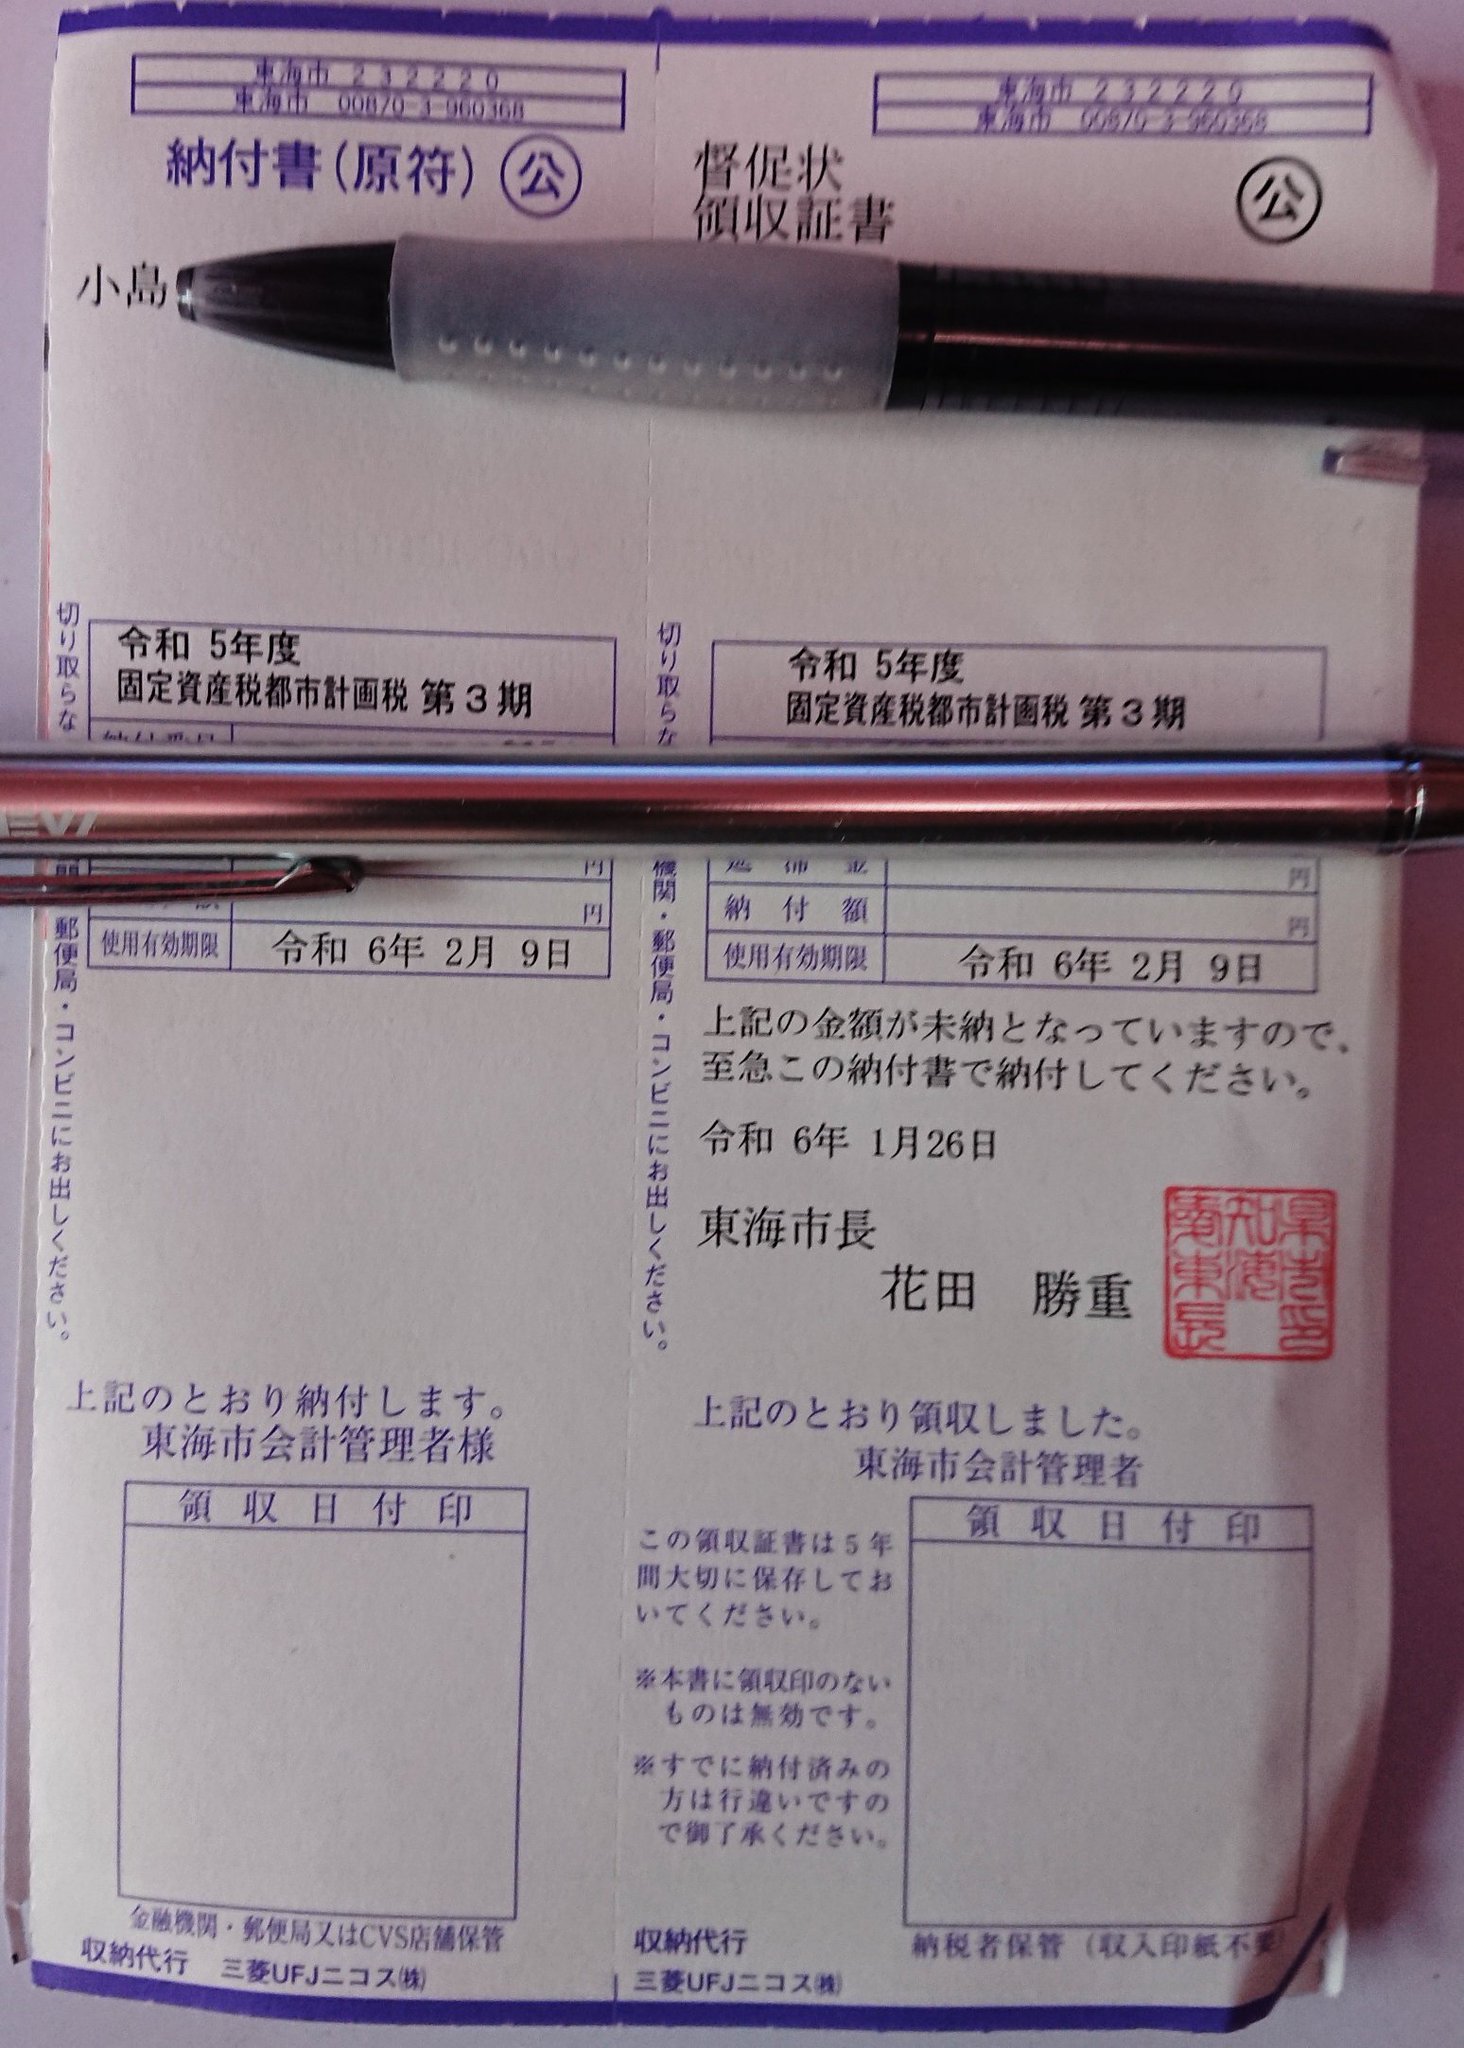 東海市 232220
東海市 00870-3-960368
納付書(原符) 公
小島
切り取らな
令和 5年度
固定資産税都市計画税 第3期
円
円
使用有効期限 令和 6年 2月 9日
郵便局・コンビニにお出しください。
上記のとおり納付します。
東海市会計管理者様
領収日付印
金融機関・郵便局又はCVS店舗保管
収納代行 三菱UFJニコス㈱
東海市 232220
東海市 00870-3-960368
督促状
領収証書 公
切り取らな
令和 5年度
固定資産税都市計画税 第3期
円
納付額 円
使用有効期限 令和 6年 2月 9日
機関・郵便局・コンビニにお出しください。
上記の金額が未納となっていますので、
至急この納付書で納付してください。
令和 6年 1月26日
東海市長
花田 勝重
上記のとおり領収しました。
東海市会計管理者
領収日付印
この領収証書は5年
間大切に保存してお
いてください。
※本書に領収印のない
ものは無効です。
※すでに納付済みの
方は行違いですの
で御了承ください。
収納代行
三菱UFJニコス㈱
納税者保管(収入印紙不要)